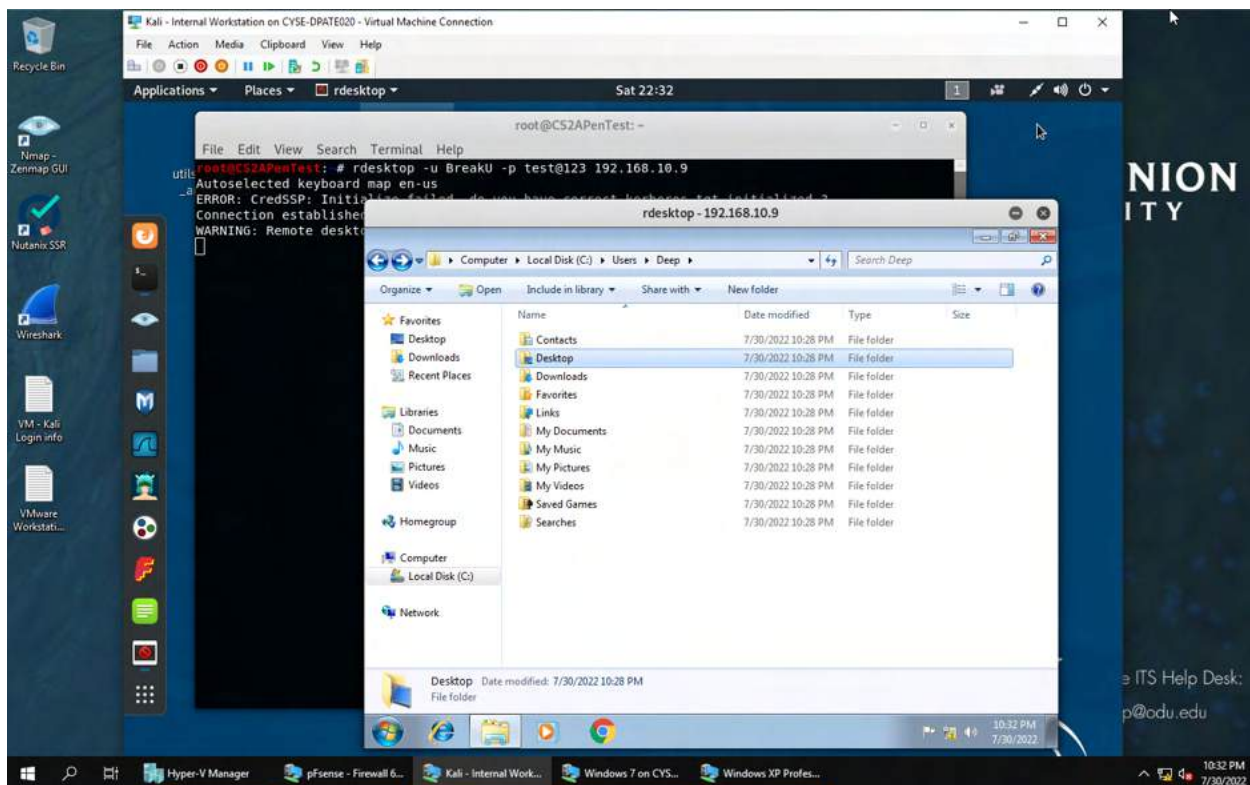 Kali - Internal Workstation on CYSE-DPATE020 - Virtual Machine Connection
File Action Media Clipboard View Help
Recycle Bin
Applications Places rdesktop Sat 22:32 1
root@CS2APenTest: ~
File Edit View Search Terminal Help
Nmap -
Zenmap GUI
utils
root@CS2APenTest:~# rdesktop -u BreakU -p test@123 192.168.10.9
Autoselected keyboard map en-us
ERROR: CredSSP: Initialize failed, do you have correct kerberos tgt initialized ?
Connection establishe
WARNING: Remote deskto
NION
ITY
rdesktop - 192.168.10.9
Nutanix SSR
Computer Local Disk (C:) Users Deep
Search Deep
Organize Open Include in library Share with New folder
Name Date modified Type Size
Favorites
Desktop
Downloads
Recent Places
Libraries
Documents
Music
Pictures
Videos
Homegroup
Computer
Local Disk (C:)
Network
Contacts 7/30/2022 10:28 PM File folder
Desktop 7/30/2022 10:28 PM File folder
Downloads 7/30/2022 10:28 PM File folder
Favorites 7/30/2022 10:28 PM File folder
Links 7/30/2022 10:28 PM File folder
My Documents 7/30/2022 10:28 PM File folder
My Music 7/30/2022 10:28 PM File folder
My Pictures 7/30/2022 10:28 PM File folder
My Videos 7/30/2022 10:28 PM File folder
Saved Games 7/30/2022 10:28 PM File folder
Searches 7/30/2022 10:28 PM File folder
Wireshark
VM - Kali
Login info
VMware
Workstati...
Desktop Date modified: 7/30/2022 10:28 PM
File folder
e ITS Help Desk:
p@odu.edu
10:32 PM
7/30/2022
Hyper-V Manager
pFsense - Firewall 6...
Kali - Internal Work...
Windows 7 on CYS...
Windows XP Profes...
10:32 PM
7/30/2022